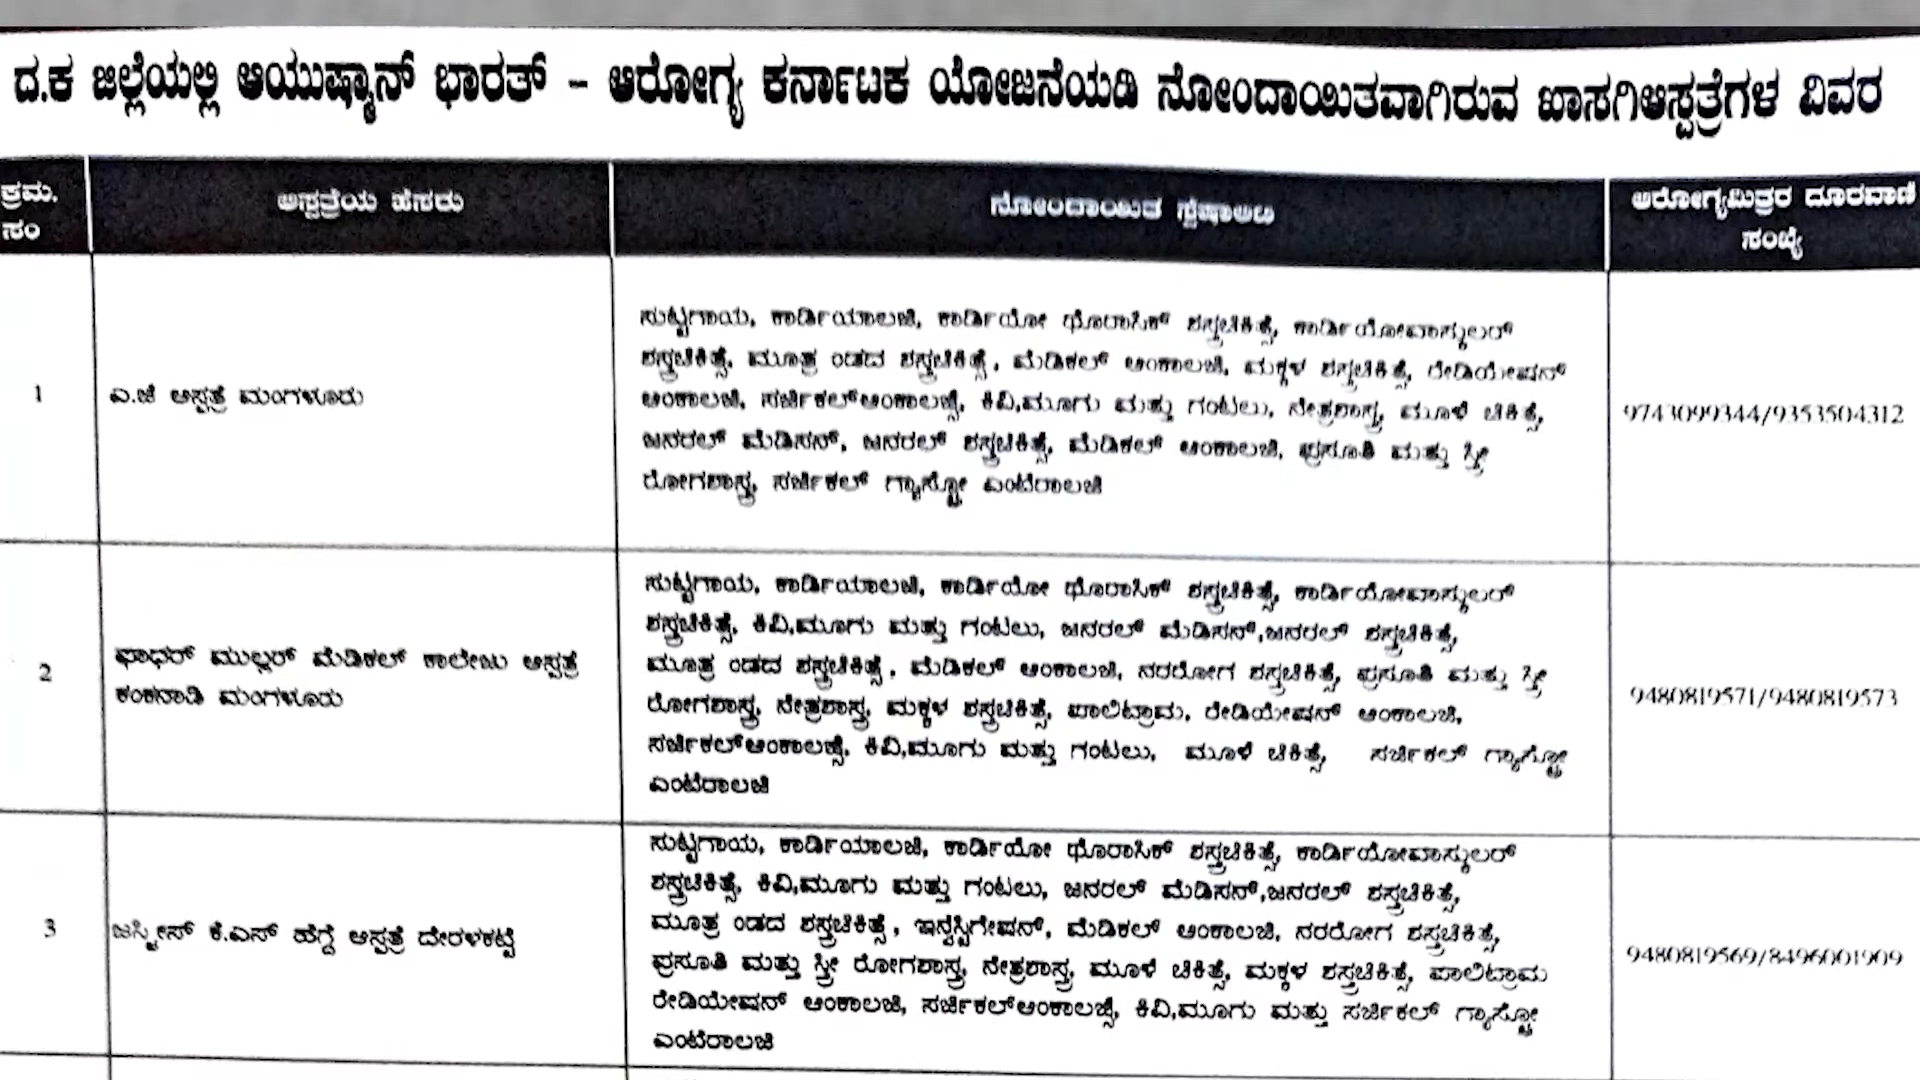 ದ.ಕ ಜಿಲ್ಲೆಯಲ್ಲಿ ಆಯುಷ್ಮಾನ್ ಭಾರತ್ – ಆರೋಗ್ಯ ಕರ್ನಾಟಕ ಯೋಜನೆಯಡಿ ನೋಂದಾಯಿತವಾಗಿರುವ ಖಾಸಗಿಆಸ್ಪತ್ರೆಗಳ ವಿವರ
ಕ್ರಮ. ಸಂ
ಆಸ್ಪತ್ರೆಯ ಹೆಸರು
ನೋಂದಾಯಿತ ಸ್ಪೆಷಾಲಿಟಿ
ಆರೋಗ್ಯಮಿತ್ರರ ದೂರವಾಣಿ
ಸಂಖ್ಯೆ
1
ಎ.ಜೆ ಆಸ್ಪತ್ರೆ ಮಂಗಳೂರು
ಸುಟ್ಟಗಾಯ, ಕಾರ್ಡಿಯಾಲಜಿ, ಕಾರ್ಡಿಯೋ ಥೊರಾಸಿಕ್ ಶಸ್ತ್ರಚಿಕಿತ್ಸೆ, ಕಾರ್ಡಿಯೋವಾಸ್ಕುಲರ್
ಶಸ್ತ್ರಚಿಕಿತ್ಸೆ, ಮೂತ್ರ ಂಡದ ಶಸ್ತ್ರಚಿಕಿತ್ಸೆ, ಮೆಡಿಕಲ್ ಆಂಕಾಲಜಿ, ಮಕ್ಕಳ ಶಸ್ತ್ರಚಿಕಿತ್ಸೆ, ರೇಡಿಯೇಷನ್
ಆಂಕಾಲಜಿ, ಸರ್ಜಿಕಲ್‌ಆಂಕಾಲಜ್ಜಿ, ಕಿವಿ,ಮೂಗು ಮತ್ತು ಗಂಟಲು, ನೇತ್ರಶಾಸ್ತ್ರ, ಮೂಳೆ ಚಿಕಿತ್ಸೆ,
ಜನರಲ್ ಮೆಡಿಸನ್, ಜನರಲ್ ಶಸ್ತ್ರಚಿಕಿತ್ಸೆ, ಮೆಡಿಕಲ್ ಆಂಕಾಲಜಿ, ಪ್ರಸೂತಿ ಮತ್ತು ಸ್ತ್ರೀ
ರೋಗಶಾಸ್ತ್ರ, ಸರ್ಜಿಕಲ್ ಗ್ಯಾಸ್ಟ್ರೋ ಎಂಟೆರಾಲಜಿ
9743099344/9353504312
2
ಫಾಧರ್ ಮುಲ್ಲರ್ ಮೆಡಿಕಲ್ ಕಾಲೇಜು ಆಸ್ಪತ್ರೆ
ಕಂಕನಾಡಿ ಮಂಗಳೂರು
ಸುಟ್ಟಗಾಯ, ಕಾರ್ಡಿಯಾಲಜಿ, ಕಾರ್ಡಿಯೋ ಥೊರಾಸಿಕ್ ಶಸ್ತ್ರಚಿಕಿತ್ಸೆ, ಕಾರ್ಡಿಯೋವಾಸ್ಕುಲರ್
ಶಸ್ತ್ರಚಿಕಿತ್ಸೆ, ಕಿವಿ,ಮೂಗು ಮತ್ತು ಗಂಟಲು, ಜನರಲ್ ಮೆಡಿಸನ್,ಜನರಲ್ ಶಸ್ತ್ರಚಿಕಿತ್ಸೆ,
ಮೂತ್ರ ಂಡದ ಶಸ್ತ್ರಚಿಕಿತ್ಸೆ, ಮೆಡಿಕಲ್ ಆಂಕಾಲಜಿ, ನರರೋಗ ಶಸ್ತ್ರಚಿಕಿತ್ಸೆ, ಪ್ರಸೂತಿ ಮತ್ತು ಸ್ತ್ರೀ
ರೋಗಶಾಸ್ತ್ರ, ನೇತ್ರಶಾಸ್ತ್ರ, ಮಕ್ಕಳ ಶಸ್ತ್ರಚಿಕಿತ್ಸೆ, ಪಾಲಿಟ್ರಾಮ, ರೇಡಿಯೇಷನ್ ಆಂಕಾಲಜಿ,
ಸರ್ಜಿಕಲ್‌ಆಂಕಾಲಜ್ಜಿ, ಕಿವಿ,ಮೂಗು ಮತ್ತು ಗಂಟಲು, ಮೂಳೆ ಚಿಕಿತ್ಸೆ, ಸರ್ಜಿಕಲ್ ಗ್ಯಾಸ್ಟ್ರೋ
ಎಂಟೆರಾಲಜಿ
9480819571/9480819573
3
ಜಸ್ಟೀಸ್ ಕೆ.ಎಸ್ ಹೆಗ್ಡೆ ಆಸ್ಪತ್ರೆ ದೇರಳಕಟ್ಟೆ
ಸುಟ್ಟಗಾಯ, ಕಾರ್ಡಿಯಾಲಜಿ, ಕಾರ್ಡಿಯೋ ಥೊರಾಸಿಕ್ ಶಸ್ತ್ರಚಿಕಿತ್ಸೆ, ಕಾರ್ಡಿಯೋವಾಸ್ಕುಲರ್
ಶಸ್ತ್ರಚಿಕಿತ್ಸೆ, ಕಿವಿ,ಮೂಗು ಮತ್ತು ಗಂಟಲು, ಜನರಲ್ ಮೆಡಿಸನ್,ಜನರಲ್ ಶಸ್ತ್ರಚಿಕಿತ್ಸೆ,
ಮೂತ್ರ ಂಡದ ಶಸ್ತ್ರಚಿಕಿತ್ಸೆ, ಇನ್ವೆಸ್ಟಿಗೇಷನ್, ಮೆಡಿಕಲ್ ಆಂಕಾಲಜಿ, ನರರೋಗ ಶಸ್ತ್ರಚಿಕಿತ್ಸೆ,
ಪ್ರಸೂತಿ ಮತ್ತು ಸ್ತ್ರೀ ರೋಗಶಾಸ್ತ್ರ, ನೇತ್ರಶಾಸ್ತ್ರ, ಮೂಳೆ ಚಿಕಿತ್ಸೆ, ಮಕ್ಕಳ ಶಸ್ತ್ರಚಿಕಿತ್ಸೆ, ಪಾಲಿಟ್ರಾಮ
ರೇಡಿಯೇಷನ್ ಆಂಕಾಲಜಿ, ಸರ್ಜಿಕಲ್‌ಆಂಕಾಲಜ್ಜಿ, ಕಿವಿ,ಮೂಗು ಮತ್ತು ಸರ್ಜಿಕಲ್ ಗ್ಯಾಸ್ಟ್ರೋ
ಎಂಟೆರಾಲಜಿ
9480819569/8496001909